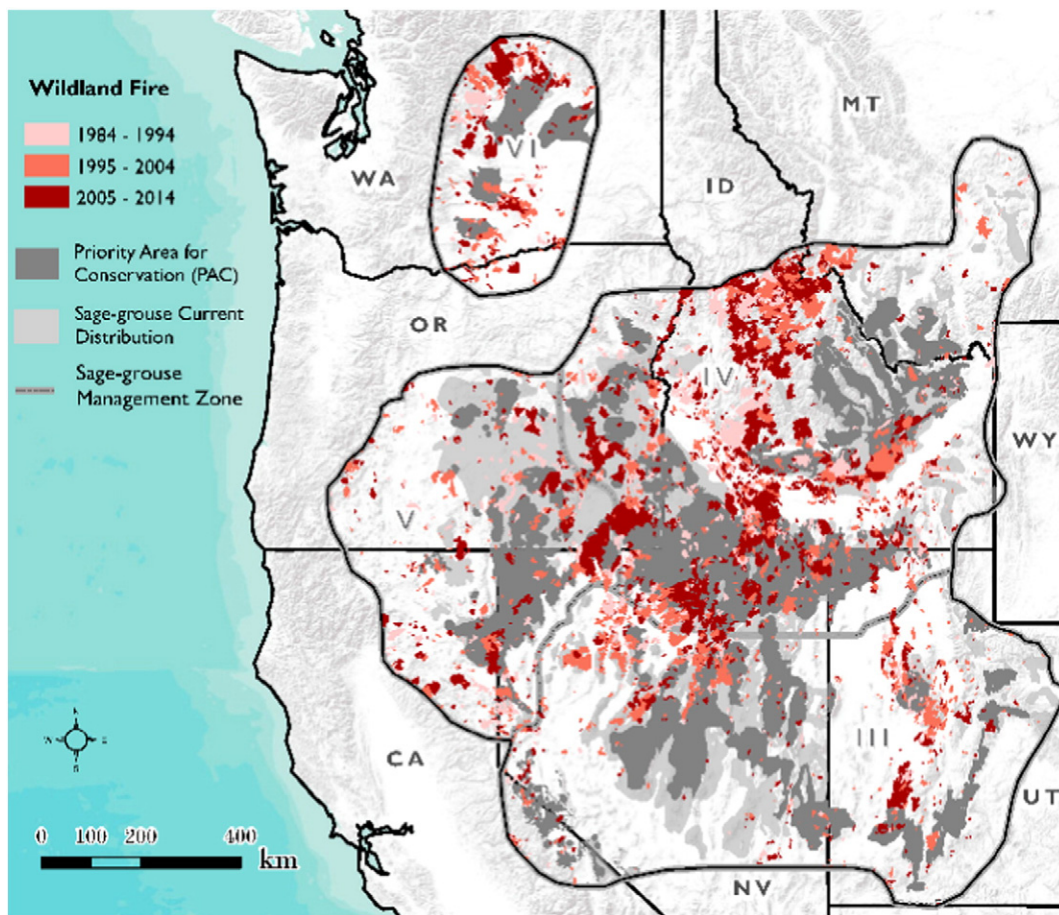 Wildland Fire
1984 - 1994
1995 - 2004
2005 - 2014
Priority Area for
Conservation (PAC)
Sage-grouse Current
Distribution
Sage-grouse
Management Zone
WA
VI
ID
MT
OR
IV
WY
V
CA
III
UT
NV
N
W
E
S
0 100 200 400
km